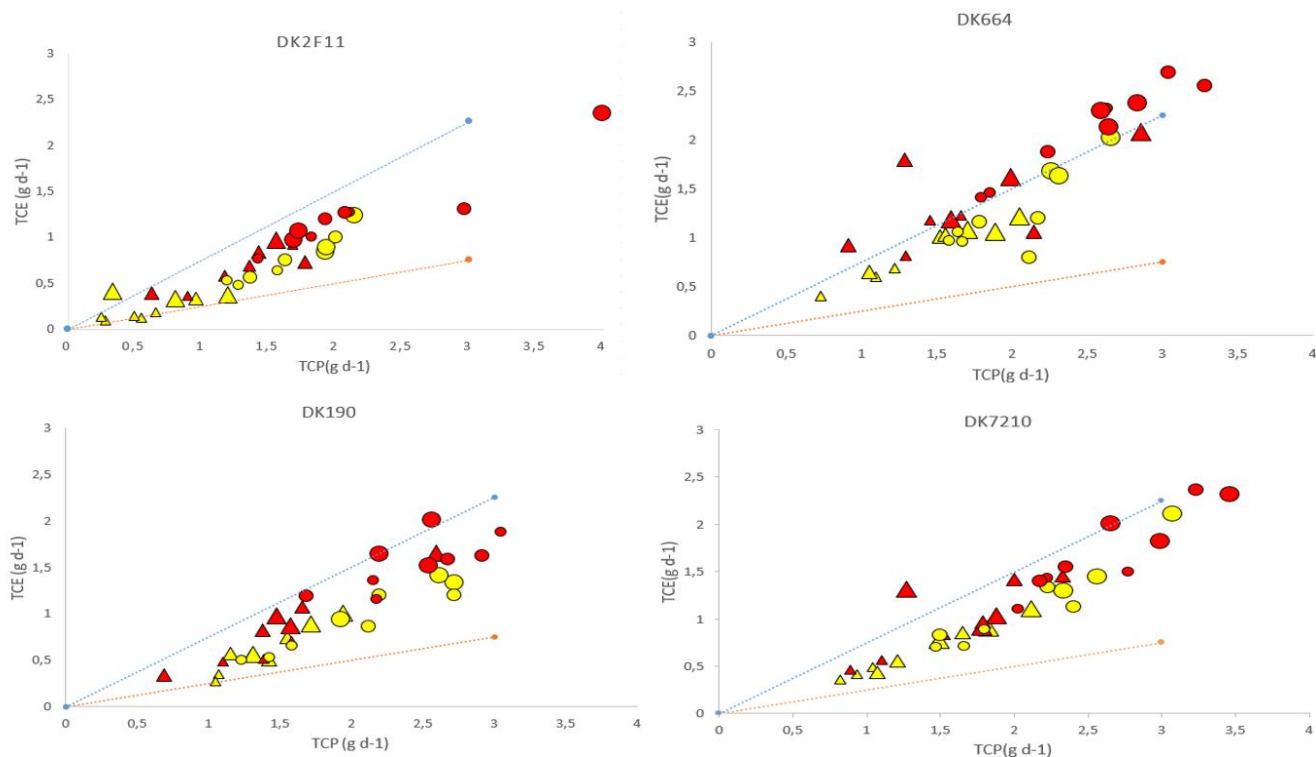 DK2F11
3
2,5
2
1,5
1
0,5
0
TCE (g d-1)
0 0,5 1 1,5 2 2,5 3 3,5 4
TCP(g d-1)
DK664
3
2,5
2
1,5
1
0,5
0
TCE(g d-1)
0 0,5 1 1,5 2 2,5 3 3,5 4
TCP(g d-1)
DK190
3
2,5
2
1,5
1
0,5
0
TCE (g d-1)
0 0,5 1 1,5 2 2,5 3 3,5 4
TCP (g d-1)
DK7210
3
2,5
2
1,5
1
0,5
0
TCE(g d-1)
0 0,5 1 1,5 2 2,5 3 3,5 4
TCP(g d-1)